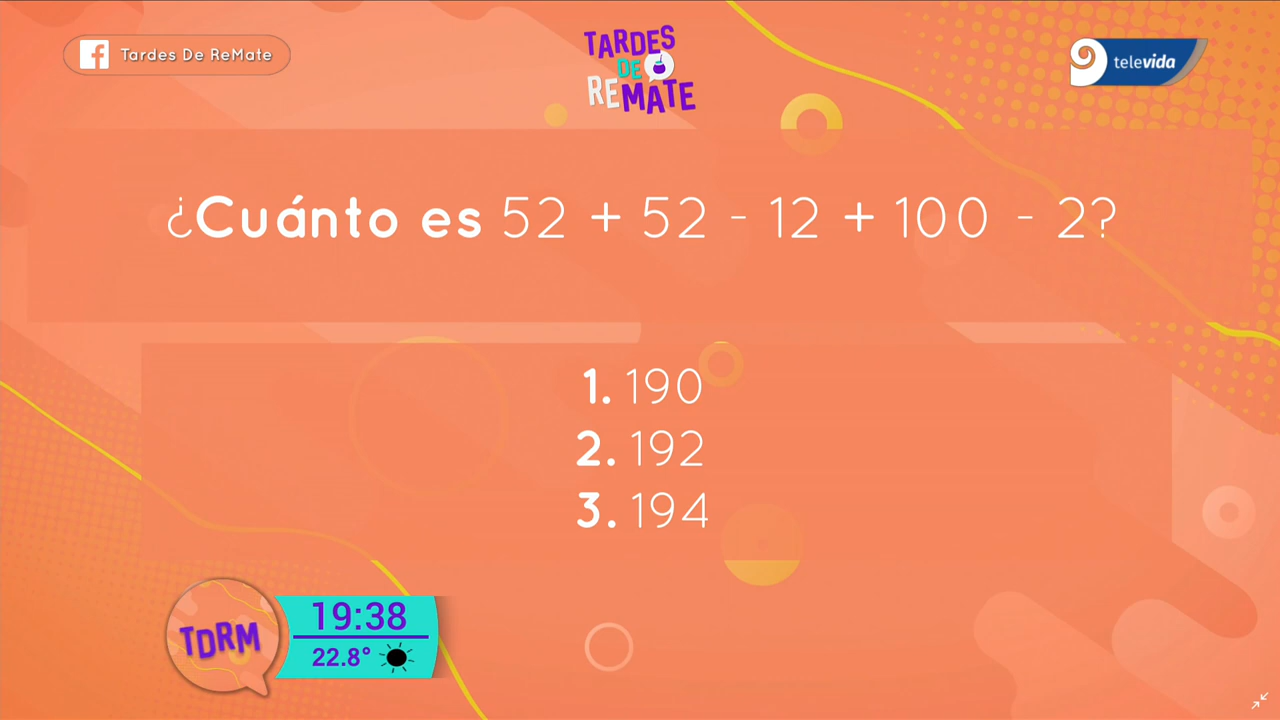 Tardes De ReMate
TARDES
DE
REMATE
9 televida
¿Cuánto es 52 + 52 - 12 + 100 - 2?
1. 190
2. 192
3. 194
TDRM
19:38
22.8°